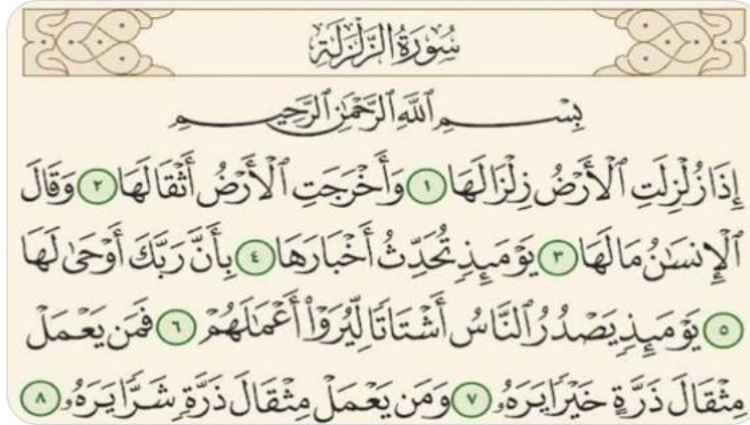 سُورَةُ ٱلزَّلْزَلَةِ
بِسْمِ ٱللَّهِ ٱلرَّحْمَٰنِ ٱلرَّحِيمِ
إِذَا زُلْزِلَتِ ٱلْأَرْضُ زِلْزَالَهَا ١ وَأَخْرَجَتِ ٱلْأَرْضُ أَثْقَالَهَا ٢ وَقَالَ
ٱلْإِنسَٰنُ مَا لَهَا ٣ يَوْمَئِذٍ تُحَدِّثُ أَخْبَارَهَا ٤ بِأَنَّ رَبَّكَ أَوْحَىٰ لَهَا
٥ يَوْمَئِذٍ يَصْدُرُ ٱلنَّاسُ أَشْتَاتًا لِّيُرَوْا۟ أَعْمَٰلَهُمْ ٦ فَمَن يَعْمَلْ
مِثْقَالَ ذَرَّةٍ خَيْرًا يَرَهُۥ ٧ وَمَن يَعْمَلْ مِثْقَالَ ذَرَّةٍ شَرًّا يَرَهُۥ ٨